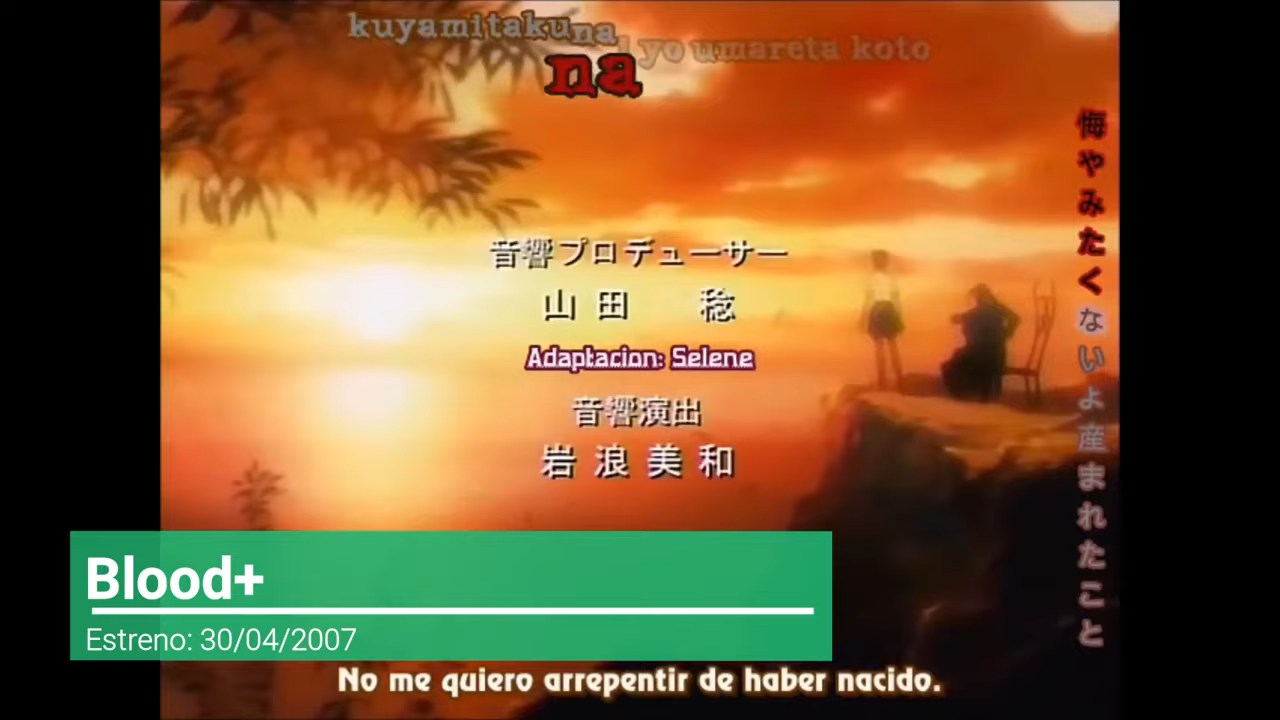 kuyamitakuna
na
i yo umareta koto
悔やみたくないよ産まれたこと
音響プロデューサー
山田 稔
Adaptacion: Selene
音響演出
岩浪美和
Blood+
Estreno: 30/04/2007
No me quiero arrepentir de haber nacido.